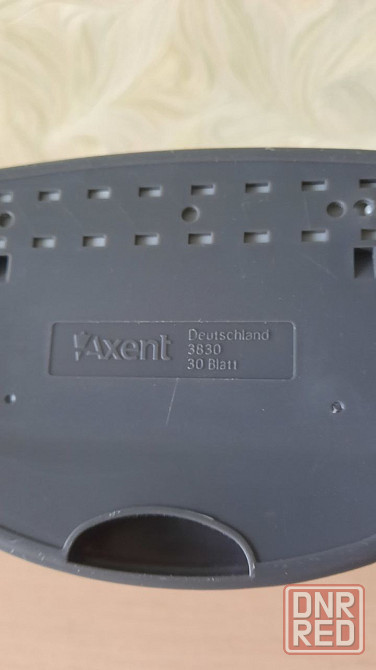 Axent
Deutschland
3830
30 Blatt
DNR
RED